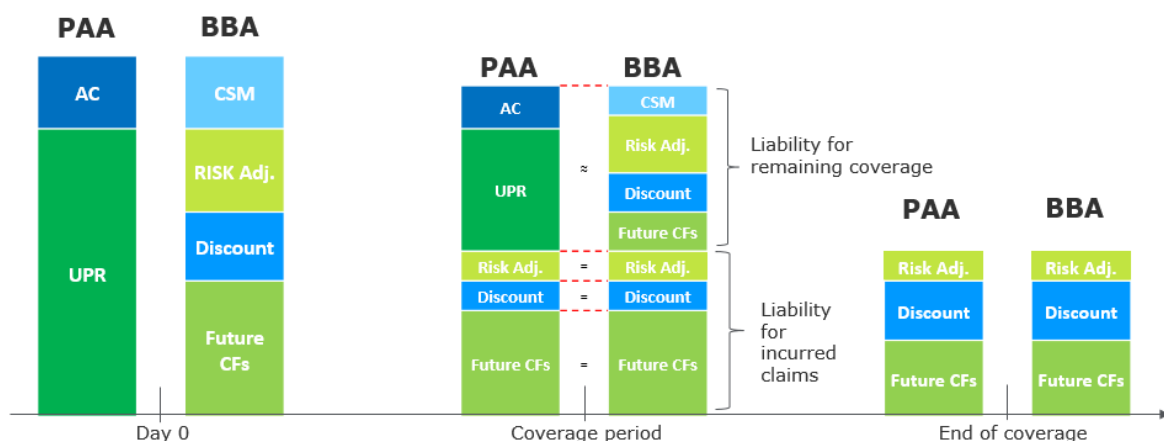 PAA
BBA
AC
CSM
RISK Adj.
Discount
UPR
Future
CFs
Day 0
PAA
BBA
AC
CSM
Risk Adj.
UPR
≈
Discount
Future CFs
Liability for
remaining coverage
Risk Adj.
=
Risk Adj.
Discount
=
Discount
Future CFs
=
Future CFs
Liability
for
incurred
claims
Coverage period
PAA
BBA
Risk Adj.
Risk Adj.
Discount
Discount
Future CFs
Future CFs
End of coverage